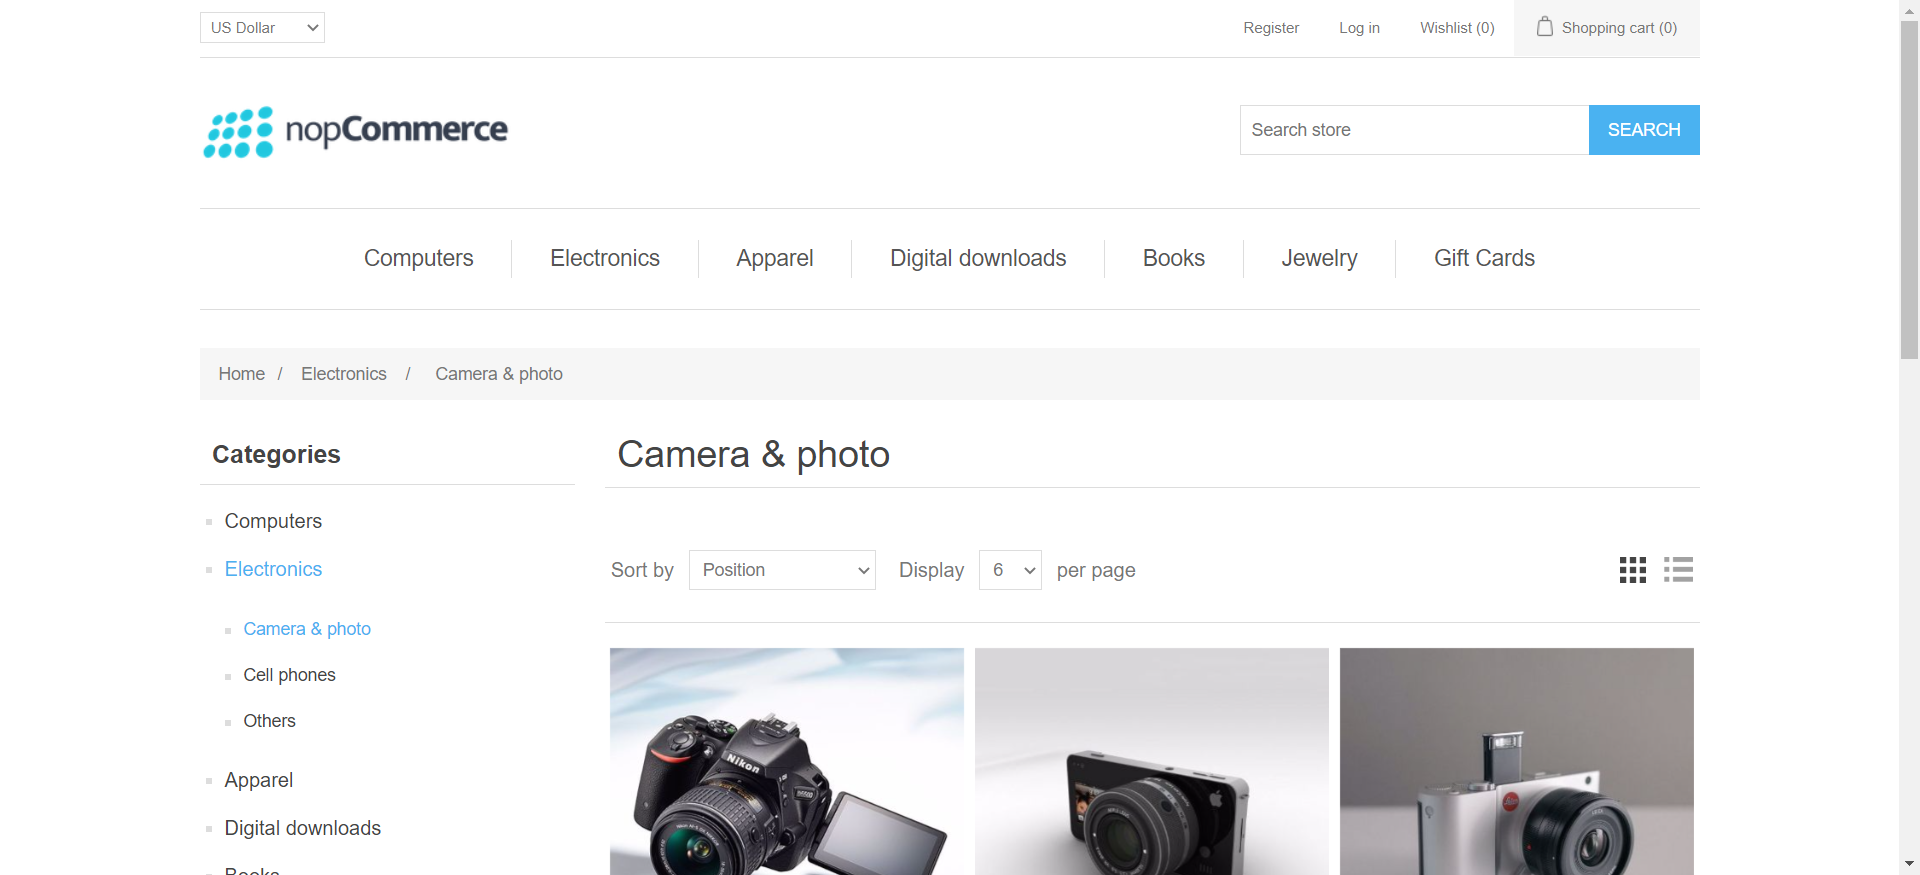 US Dollar
Register
Log in
Wishlist (0)
Shopping cart (0)
nopCommerce
Search store
SEARCH
Computers
Electronics
Apparel
Digital downloads
Books
Jewelry
Gift Cards
Home / Electronics / Camera & photo
Categories
Computers
Electronics
Camera & photo
Cell phones
Others
Apparel
Digital downloads
Books
Camera & photo
Sort by Position Display 6 per page
Nikon
Leica